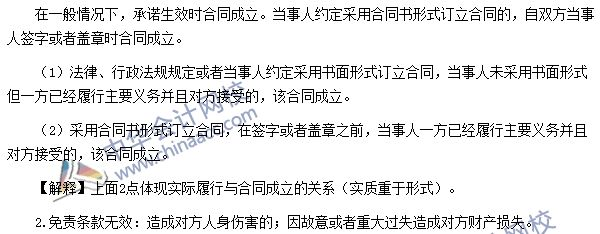 在一般情况下，承诺生效时合同成立。当事人约定采用合同书形式订立合同的，自双方当事
人签字或者盖章时合同成立。
（1）法律、行政法规规定或者当事人约定采用书面形式订立合同，当事人未采用书面形式
但一方已经履行主要义务并且对方接受的，该合同成立。
（2）采用合同书形式订立合同，在签字或者盖章之前，当事人一方已经履行主要义务并且
对方接受的，该合同成立。
【解释】上面2点体现实际履行与合同成立的关系（实质重于形式）。
2.免责条款无效：造成对方人身伤害的；因故意或者重大过失造成对方财产损失。
中华会计网校
www.chinaacc.com